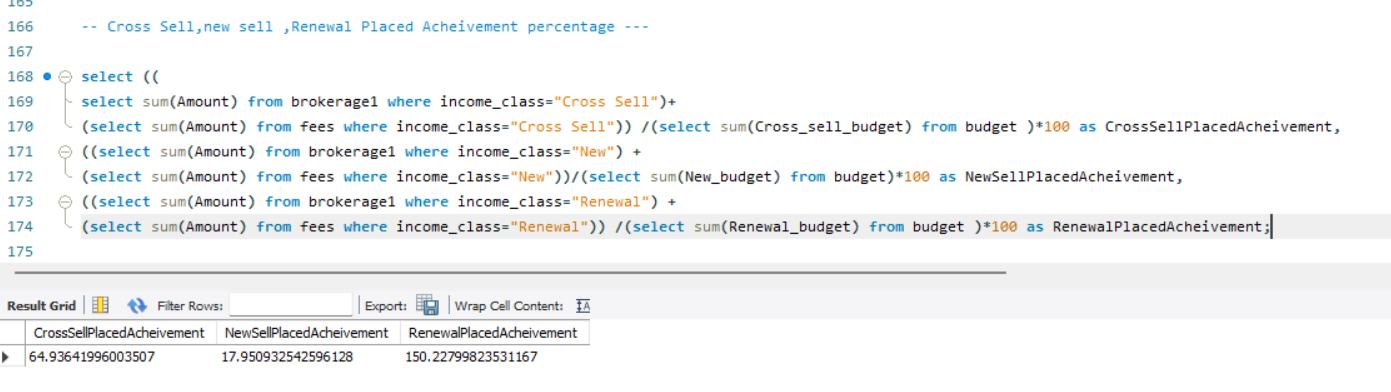 165
166 -- Cross Sell,new sell ,Renewal Placed Acheivement percentage ---
167
168 select ((
169 select sum(Amount) from brokerage1 where income_class="Cross Sell")+
170 (select sum(Amount) from fees where income_class="Cross Sell")) /(select sum(Cross_sell_budget) from budget )*100 as CrossSellPlacedAcheivement,
171 ((select sum(Amount) from brokerage1 where income_class="New") +
172 (select sum(Amount) from fees where income_class="New"))/(select sum(New_budget) from budget)*100 as NewSellPlacedAcheivement,
173 ((select sum(Amount) from brokerage1 where income_class="Renewal") +
174 (select sum(Amount) from fees where income_class="Renewal")) /(select sum(Renewal_budget) from budget )*100 as RenewalPlacedAcheivement;
175
Result Grid Filter Rows: Export: Wrap Cell Content: IA
CrossSellPlacedAcheivement NewSellPlacedAcheivement RenewalPlacedAcheivement
64.93641996003507 17.950932542596128 150.22799823531167